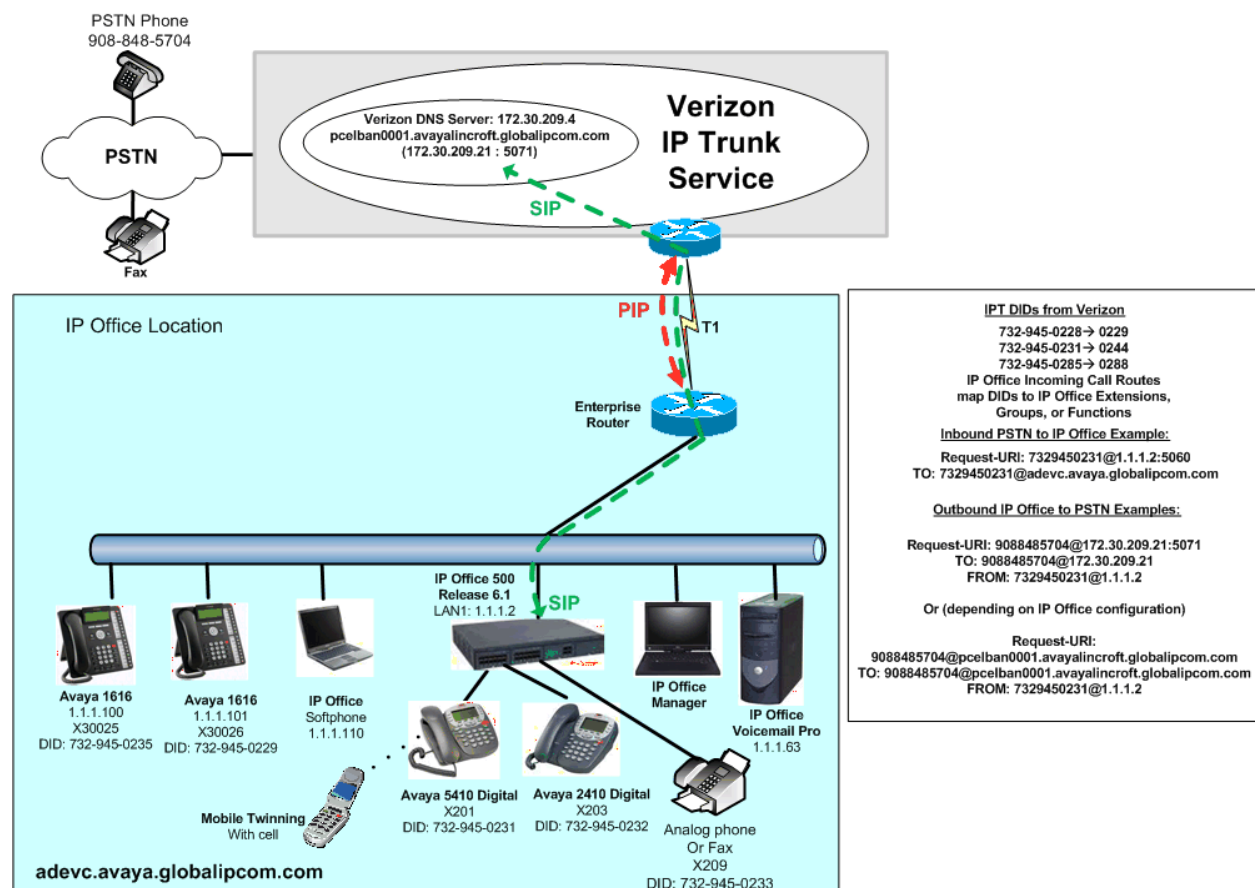 PSTN Phone
908-848-5704
PSTN
Fax
Verizon DNS Server: 172.30.209.4
pcelban0001.avayalincroft.globalipcom.com
(172.30.209.21 : 5071)
Verizon
IP Trunk
Service
SIP
PIP
T1
IP Office Location
Enterprise
Router
IP Office 500
Release 6.1
LAN1: 1.1.1.2
SIP
Avaya 1616
1.1.1.100
X30025
DID: 732-945-0235
Avaya 1616
1.1.1.101
X30026
DID: 732-945-0229
IP Office
Softphone
1.1.1.110
IP Office
Manager
IP Office
Voicemail Pro
1.1.1.63
Mobile Twinning
With cell
Avaya 5410 Digital
X201
DID: 732-945-0231
Avaya 2410 Digital
X203
DID: 732-945-0232
Analog phone
Or Fax
X209
DID: 732-945-0233
adevc.avaya.globalipcom.com
IPT DIDs from Verizon
732-945-0228→ 0229
732-945-0231→ 0244
732-945-0285→ 0288
IP Office Incoming Call Routes
map DIDs to IP Office Extensions,
Groups, or Functions
Inbound PSTN to IP Office Example:
Request-URI: 7329450231@1.1.1.2:5060
TO: 7329450231@adevc.avaya.globalipcom.com
Outbound IP Office to PSTN Examples:
Request-URI: 9088485704@172.30.209.21:5071
TO: 9088485704@172.30.209.21
FROM: 7329450231@1.1.1.2
Or (depending on IP Office configuration)
Request-URI:
9088485704@pcelban0001.avayalincroft.globalipcom.com
TO: 9088485704@pcelban0001.avayalincroft.globalipcom.com
FROM: 7329450231@1.1.1.2